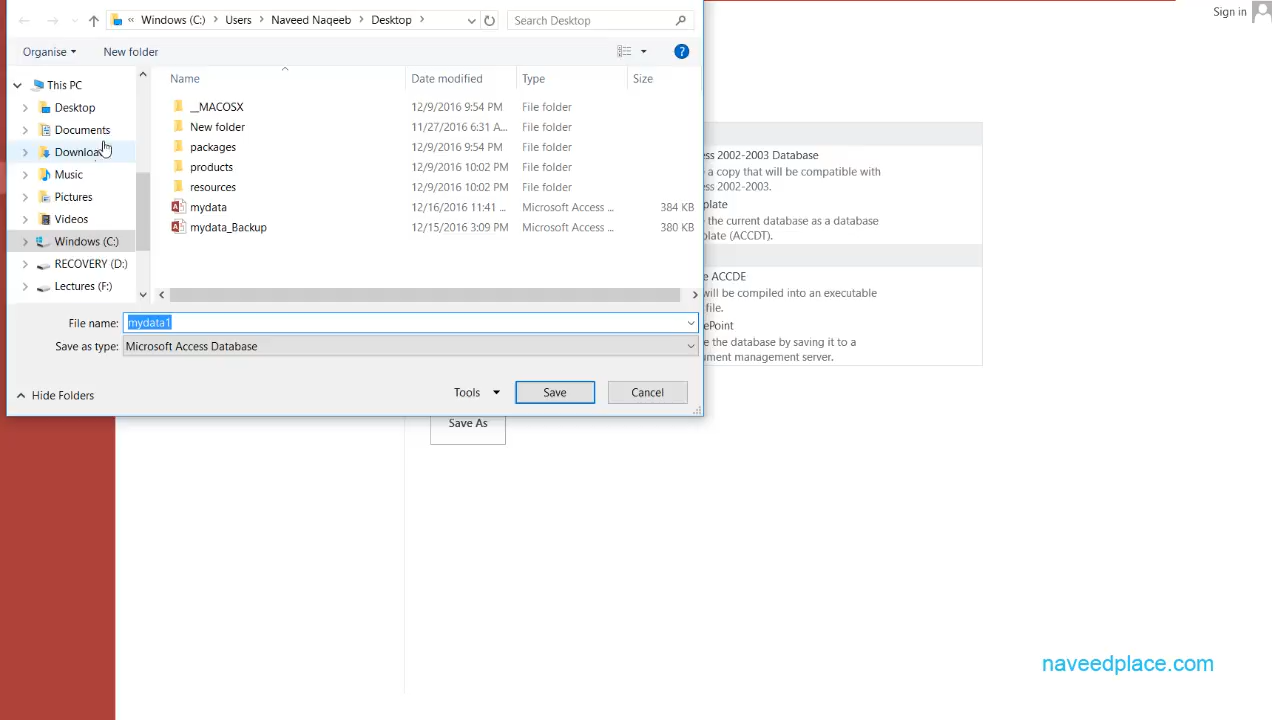 « Windows (C:) > Users > Naveed Naqeeb > Desktop >
Search Desktop
Sign in
Organise
New folder
?
Name
Date modified
Type
Size
This PC
Desktop
Documents
Downloa
Music
Pictures
Videos
Windows (C:)
RECOVERY (D:)
Lectures (F:)
__MACOSX 12/9/2016 9:54 PM File folder
New folder 11/27/2016 6:31 A... File folder
packages 12/9/2016 9:54 PM File folder
products 12/9/2016 10:02 PM File folder
resources 12/9/2016 10:02 PM File folder
mydata 12/16/2016 11:41 ... Microsoft Access ... 384 KB
mydata_Backup 12/15/2016 3:09 PM Microsoft Access ... 380 KB
File name: mydata1
Save as type: Microsoft Access Database
Hide Folders
Tools
Save
Cancel
ess 2002-2003 Database
a copy that will be compatible with
ess 2002-2003.
plate
the current database as a database
plate (ACCDT).
e ACCDE
will be compiled into an executable
file.
ePoint
e the database by saving it to a
ument management server.
Save As
naveedplace.com